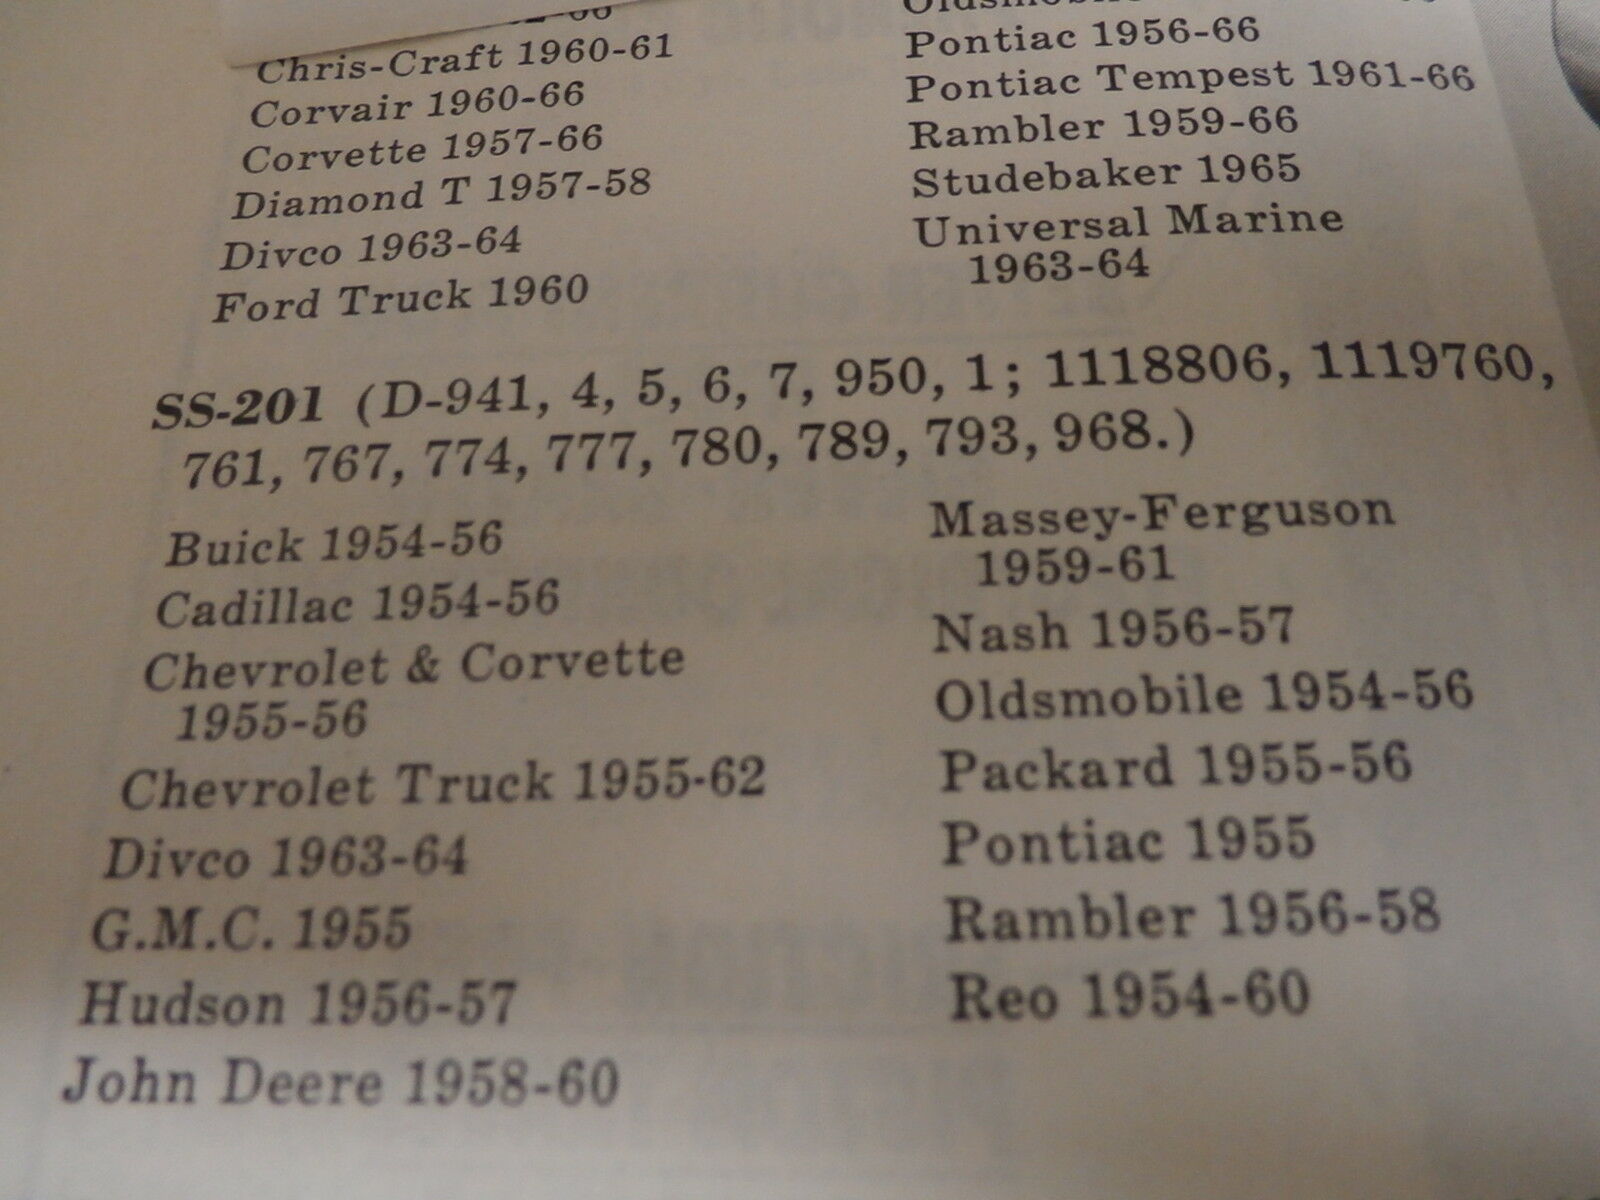 Chris-Craft 1960-61
Corvair 1960-66
Corvette 1957-66
Diamond T 1957-58
Divco 1963-64
Ford Truck 1960
Pontiac 1956-66
Pontiac Tempest 1961-66
Rambler 1959-66
Studebaker 1965
Universal Marine
1963-64
SS-201 (D-941, 4, 5, 6, 7, 950, 1; 1118806, 1119760,
761, 767, 774, 777, 780, 789, 793, 968.)
Buick 1954-56
Cadillac 1954-56
Chevrolet & Corvette
1955-56
Chevrolet Truck 1955-62
Divco 1963-64
G.M.C. 1955
Hudson 1956-57
John Deere 1958-60
Massey-Ferguson
1959-61
Nash 1956-57
Oldsmobile 1954-56
Packard 1955-56
Pontiac 1955
Rambler 1956-58
Reo 1954-60